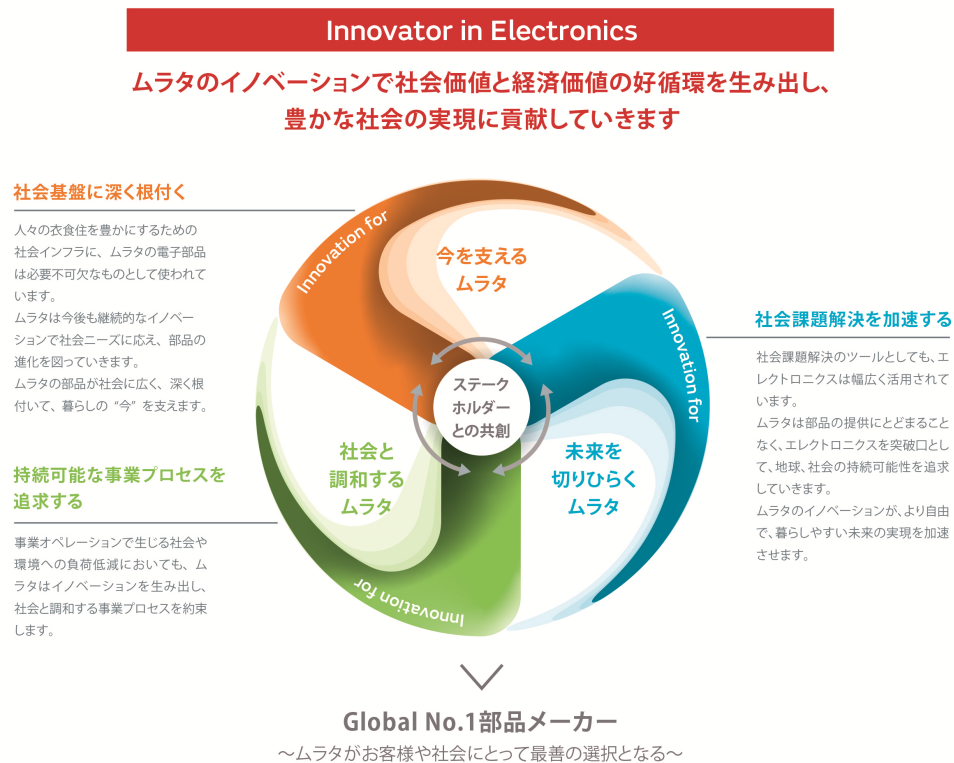 Innovator in Electronics
ムラタのイノベーションで社会価値と経済価値の好循環を生み出し、
豊かな社会の実現に貢献していきます
社会基盤に深く根付く
人々の衣食住を豊かにするための
社会インフラに、ムラタの電子部品
は必要不可欠なものとして使われて
います。
ムラタは今後も継続的なイノベー
ションで社会ニーズに応え、部品の
進化を図っていきます。
ムラタの部品が社会に広く、深く根
付いて、暮らしの“今”を支えます。
Innovation for
今を支える
ムラタ
社会課題解決を加速する
社会課題解決のツールとしても、エ
レクトロニクスは幅広く活用されて
います。
ムラタは部品の提供にとどまること
なく、エレクトロニクスを突破口とし
て、地球、社会の持続可能性を追求
していきます。
ムラタのイノベーションが、より自由
で、暮らしやすい未来の実現を加速
させます。
Innovation for
未来を
切りひらく
ムラタ
ステーク
ホルダー
との共創
持続可能な事業プロセスを
追求する
事業オペレーションで生じる社会や
環境への負荷低減においても、ム
ラタはイノベーションを生み出し、
社会と調和する事業プロセスを約束
します。
社会と
調和する
ムラタ
Innovation for
Global No.1部品メーカー
～ムラタがお客様や社会にとって最善の選択となる～